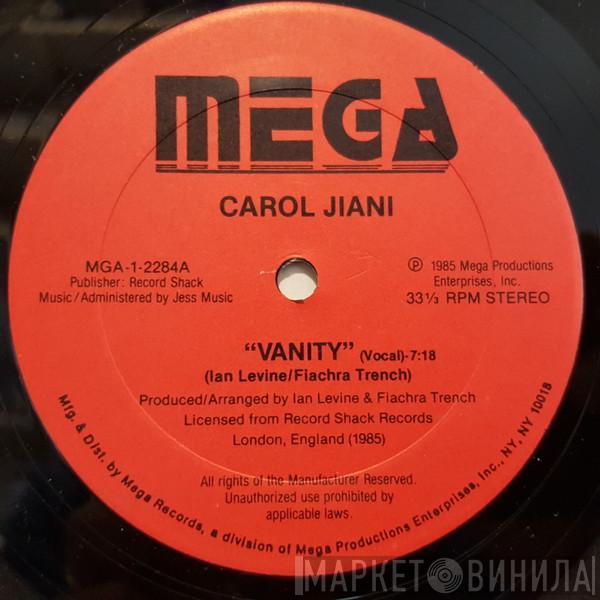 MEGA
CAROL JIANI
MGA-1-2284A
Publisher: Record Shack
Music/Administered by Jess Music
℗ 1985 Mega Productions
Enterprises, Inc.
33⅓ RPM STEREO
“VANITY” (Vocal)-7:18
(Ian Levine/Fiachra Trench)
Produced/Arranged by Ian Levine & Fiachra Trench
Licensed from Record Shack Records
London, England (1985)
All rights of the Manufacturer Reserved.
Unauthorized use prohibited by
applicable laws.
Mfg. & Dist. by Mega Records, a division of Mega Productions Enterprises, Inc., NY, NY 10018
МАРКЕТ ВИНИЛА